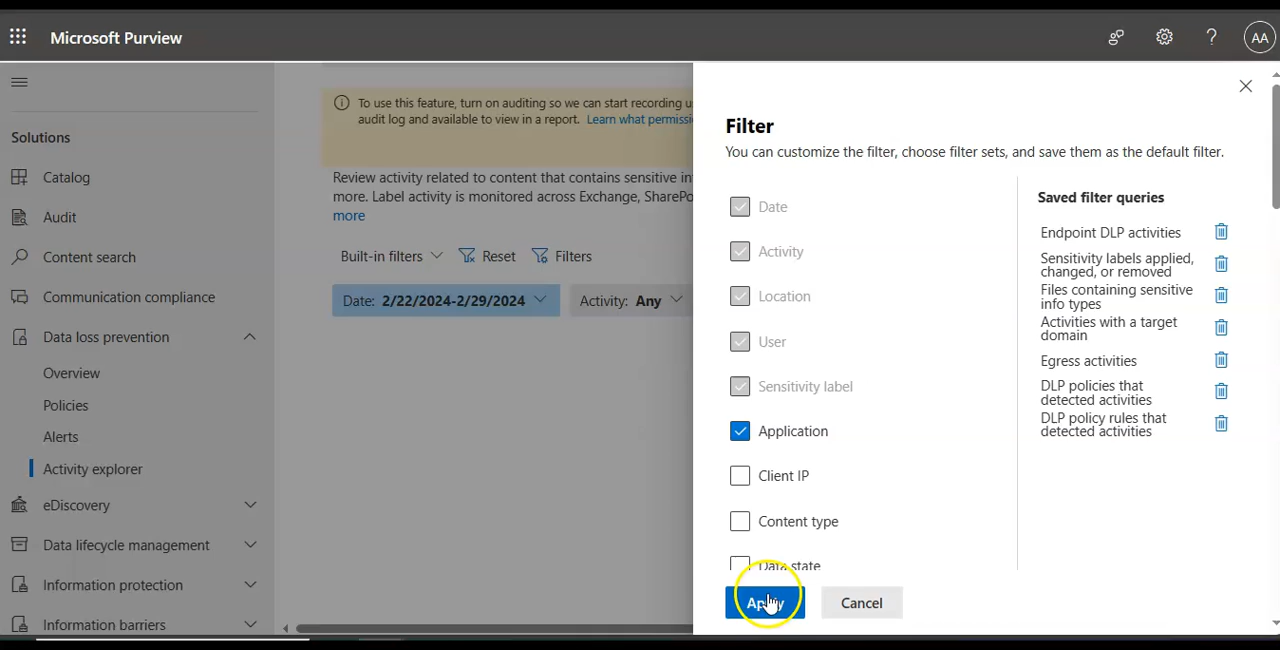 Microsoft Purview
?
AA
Solutions
Catalog
Audit
Content search
Communication compliance
Data loss prevention
Overview
Policies
Alerts
Activity explorer
eDiscovery
Data lifecycle management
Information protection
Information barriers
To use this feature, turn on auditing so we can start recording u
audit log and available to view in a report. Learn what permissi
Review activity related to content that contains sensitive in
more. Label activity is monitored across Exchange, SharePo
more
Built-in filters Reset Filters
Date: 2/22/2024-2/29/2024 Activity: Any
Filter
You can customize the filter, choose filter sets, and save them as the default filter.
Date
Activity
Location
User
Sensitivity label
Application
Client IP
Content type
Data state
Saved filter queries
Endpoint DLP activities
Sensitivity labels applied,
changed, or removed
Files containing sensitive
info types
Activities with a target
domain
Egress activities
DLP policies that
detected activities
DLP policy rules that
detected activities
Apply Cancel